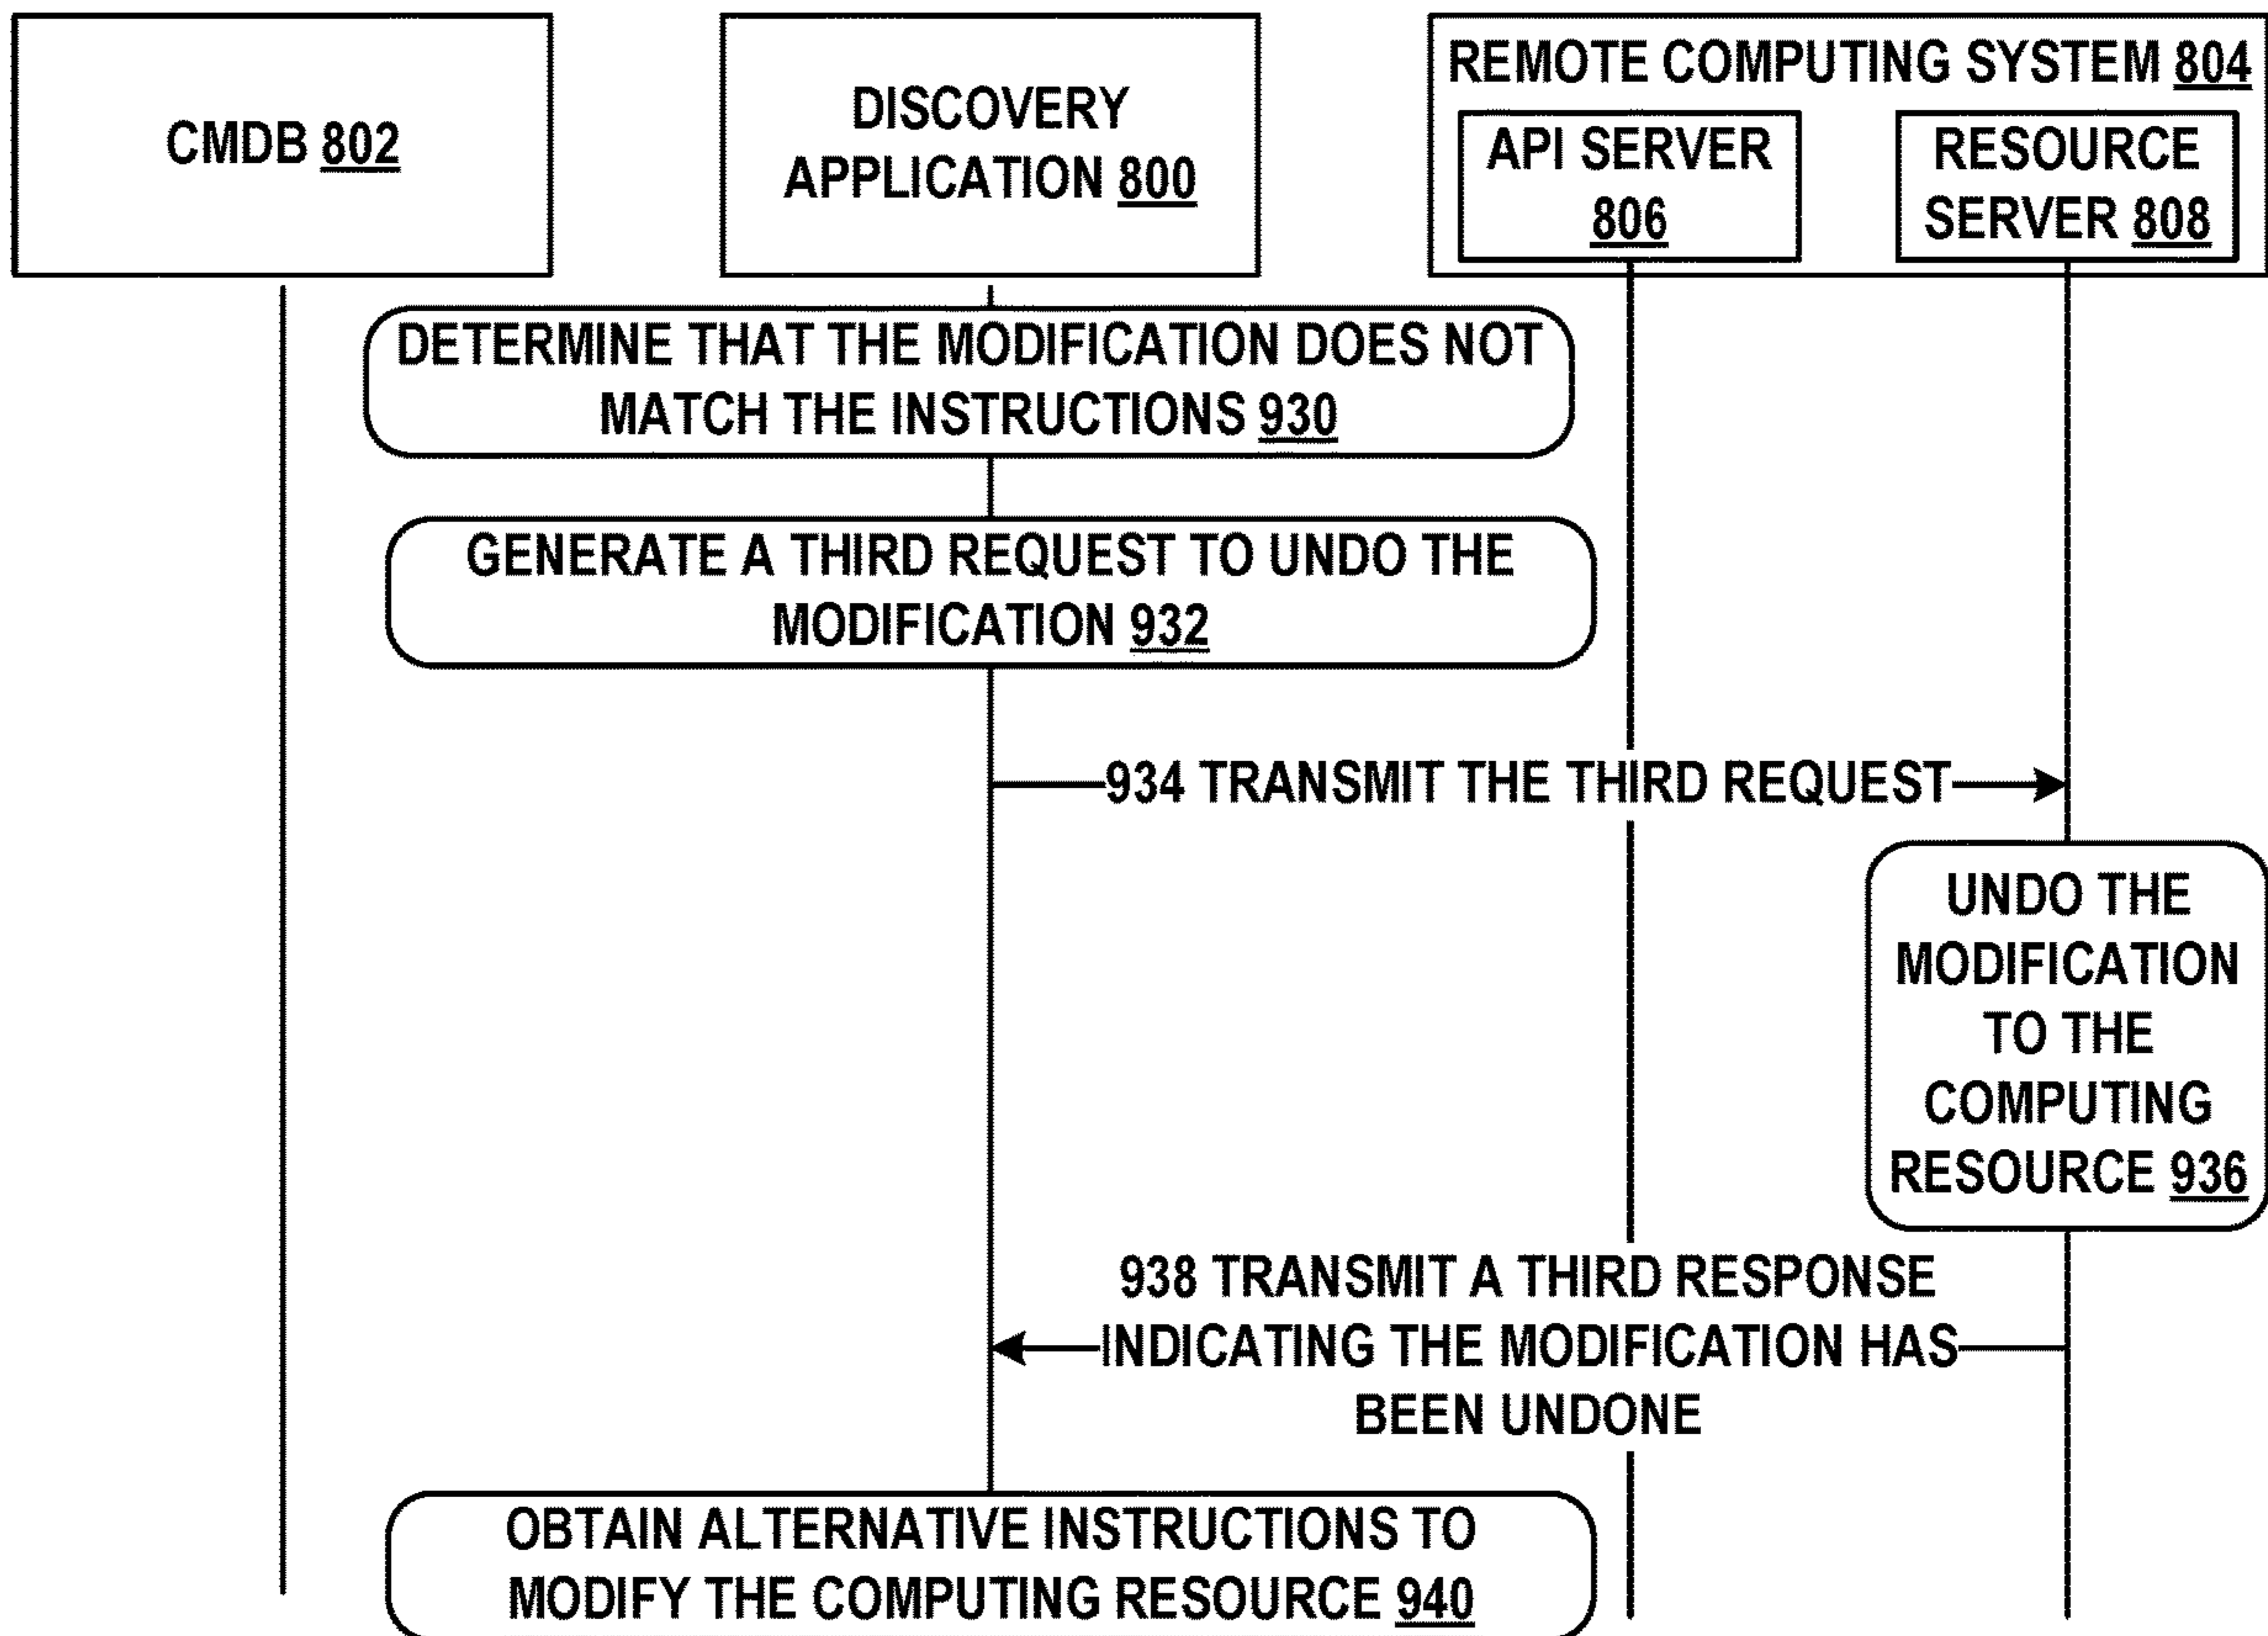 CMDB 802
DISCOVERY
APPLICATION 800
REMOTE COMPUTING SYSTEM 804
API SERVER
806
RESOURCE
SERVER 808
DETERMINE THAT THE MODIFICATION DOES NOT
MATCH THE INSTRUCTIONS 930
GENERATE A THIRD REQUEST TO UNDO THE
MODIFICATION 932
934 TRANSMIT THE THIRD REQUEST
UNDO THE
MODIFICATION
TO THE
COMPUTING
RESOURCE 936
938 TRANSMIT A THIRD RESPONSE
INDICATING THE MODIFICATION HAS
BEEN UNDONE
OBTAIN ALTERNATIVE INSTRUCTIONS TO
MODIFY THE COMPUTING RESOURCE 940